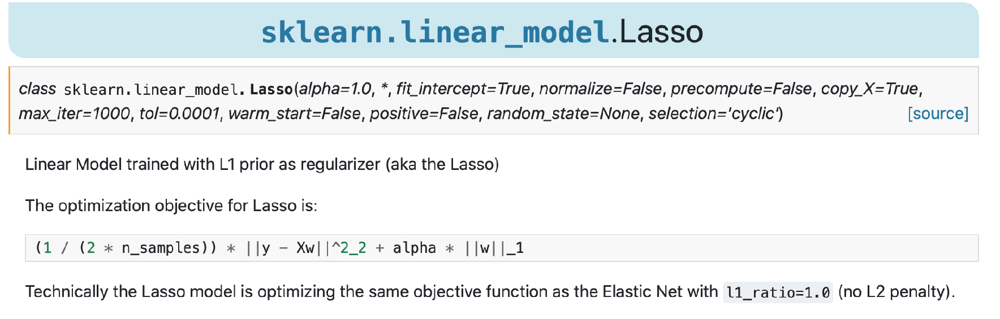 sklearn.linear_model.Lasso
class sklearn.linear_model.Lasso(alpha=1.0, *, fit_intercept=True, normalize=False, precompute=False, copy_X=True,
max_iter=1000, tol=0.0001, warm_start=False, positive=False, random_state=None, selection='cyclic') [source]
Linear Model trained with L1 prior as regularizer (aka the Lasso)
The optimization objective for Lasso is:
(1 / (2 * n_samples)) * ||y - Xw||^2_2 + alpha * ||w||_1
Technically the Lasso model is optimizing the same objective function as the Elastic Net with l1_ratio=1.0 (no L2 penalty).